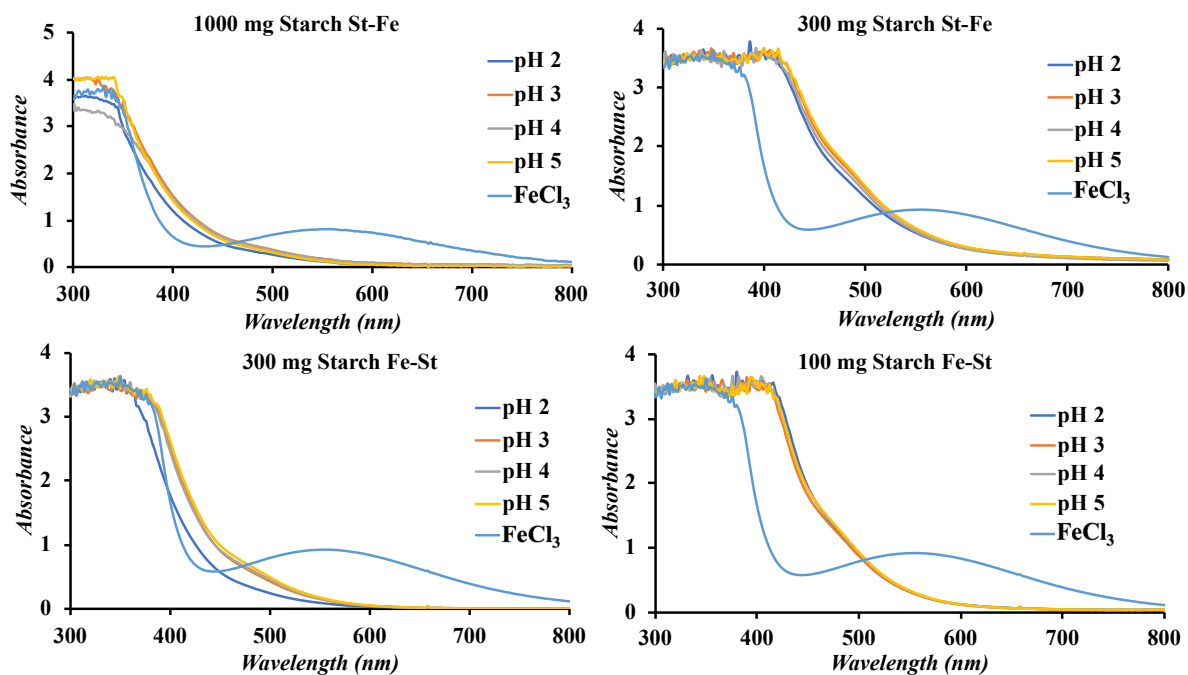 1000 mg Starch St-Fe
5
4
3
2
1
0
300 400 500 600 700 800
Absorbance
Wavelength (nm)
pH 2
pH 3
pH 4
pH 5
FeCl₃
300 mg Starch St-Fe
4
3
2
1
0
300 400 500 600 700 800
Absorbance
Wavelength (nm)
pH 2
pH 3
pH 4
pH 5
FeCl₃
300 mg Starch Fe-St
4
3
2
1
0
300 400 500 600 700 800
Absorbance
Wavelength (nm)
pH 2
pH 3
pH 4
pH 5
FeCl₃
100 mg Starch Fe-St
4
3
2
1
0
300 400 500 600 700 800
Absorbance
Wavelength (nm)
pH 2
pH 3
pH 4
pH 5
FeCl₃